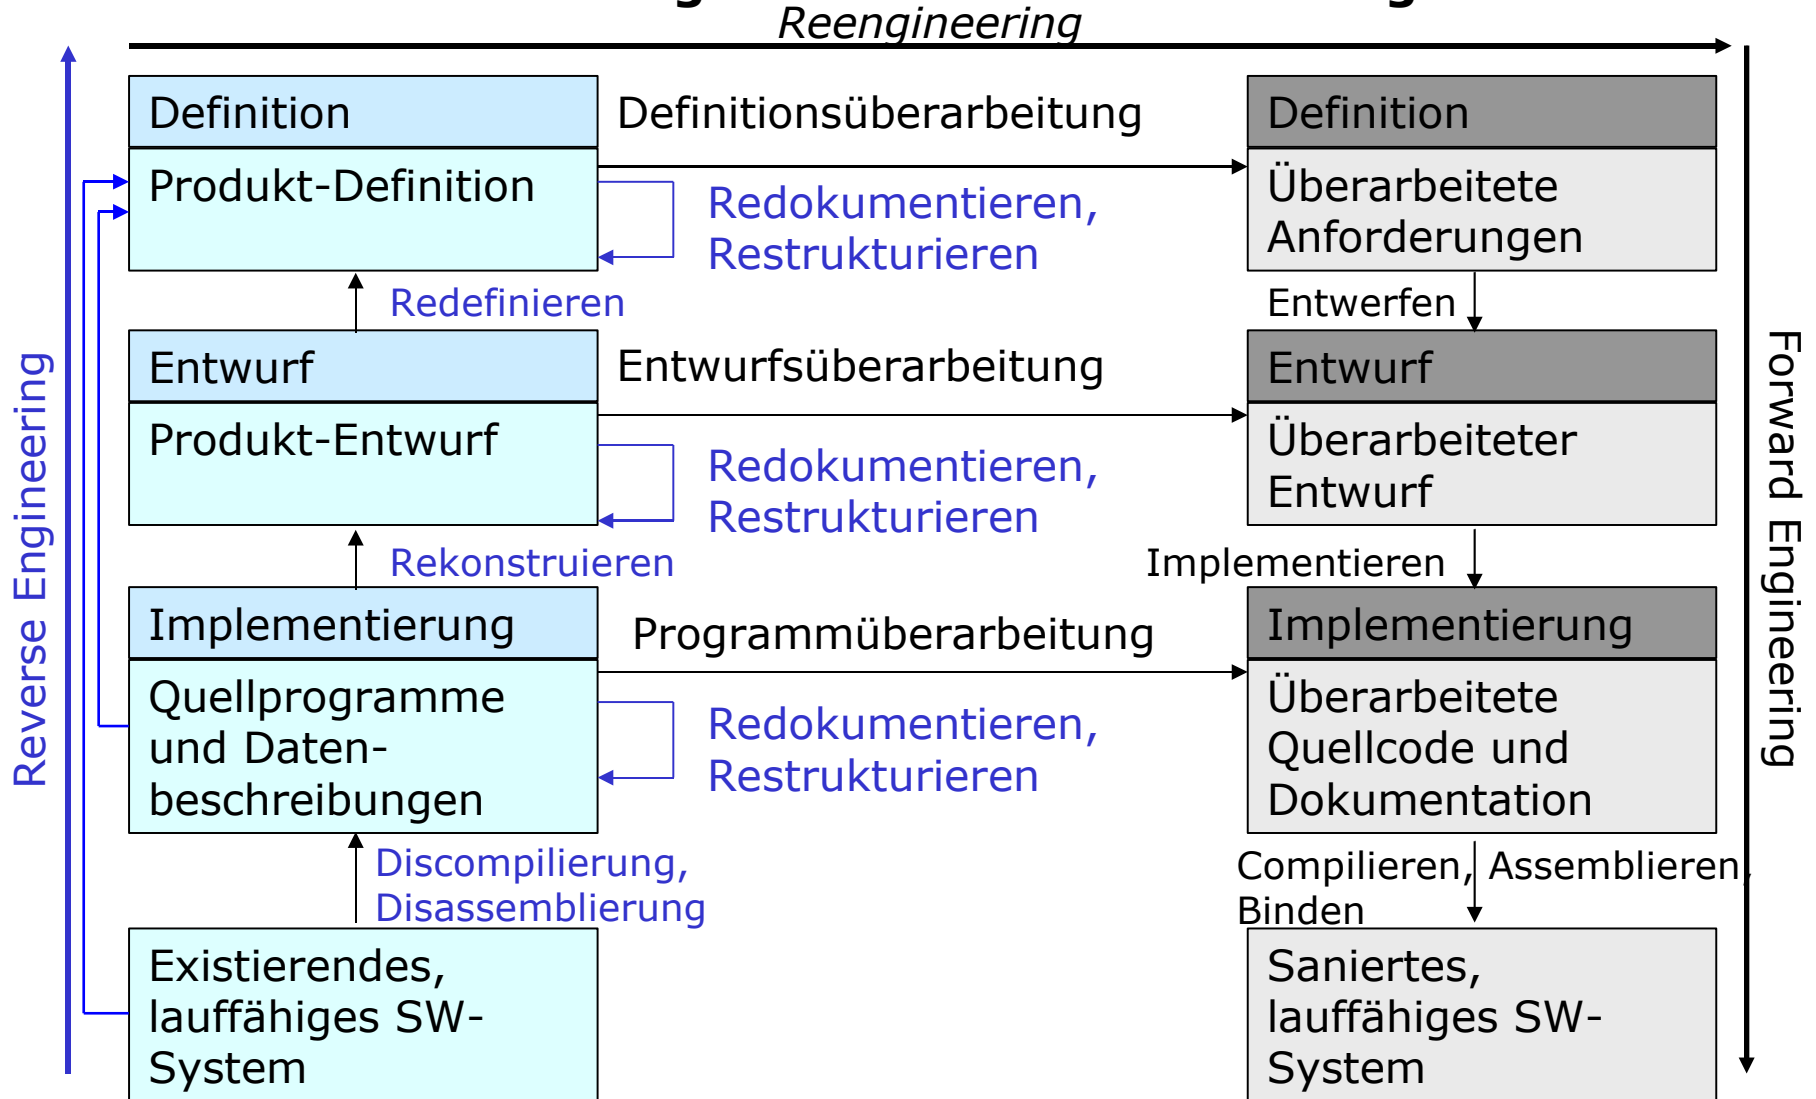 Reengineering
Definition
Definitionsüberarbeitung
Definition
Produkt-Definition
Redokumentieren,
Restrukturieren
Überarbeitete
Anforderungen
Redefinieren
Entwerfen
Entwurf
Entwurfsüberarbeitung
Entwurf
Produkt-Entwurf
Redokumentieren,
Restrukturieren
Überarbeiteter
Entwurf
Rekonstruieren
Implementieren
Implementierung
Programmüberarbeitung
Implementierung
Quellprogramme
und Daten-
beschreibungen
Redokumentieren,
Restrukturieren
Überarbeitete
Quellcode und
Dokumentation
Discompilierung,
Disassemblierung
Compilieren, Assemblieren,
Binden
Existierendes,
lauffähiges SW-
System
Saniertes,
lauffähiges SW-
System
Reverse Engineering
Forward Engineering